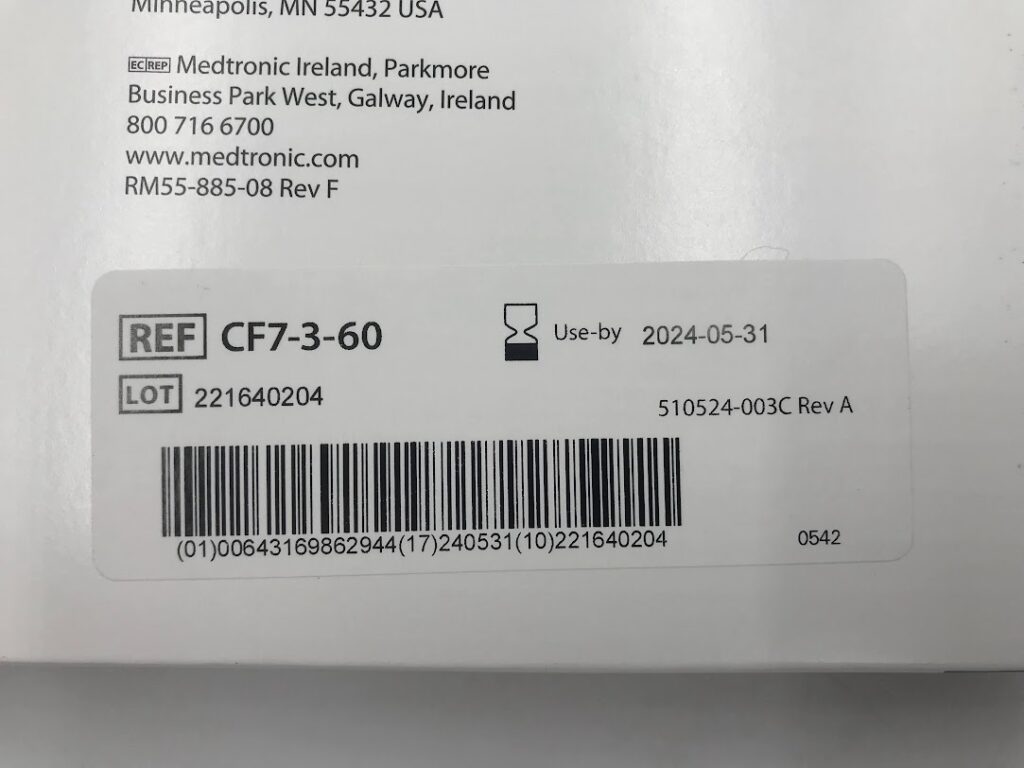 Minneapolis, MN 55432 USA
EC REP Medtronic Ireland, Parkmore
Business Park West, Galway, Ireland
800 716 6700
www.medtronic.com
RM55-885-08 Rev F
REF CF7-3-60
Use-by 2024-05-31
LOT 221640204
510524-003C Rev A
(01)00643169862944(17)240531(10)221640204
0542